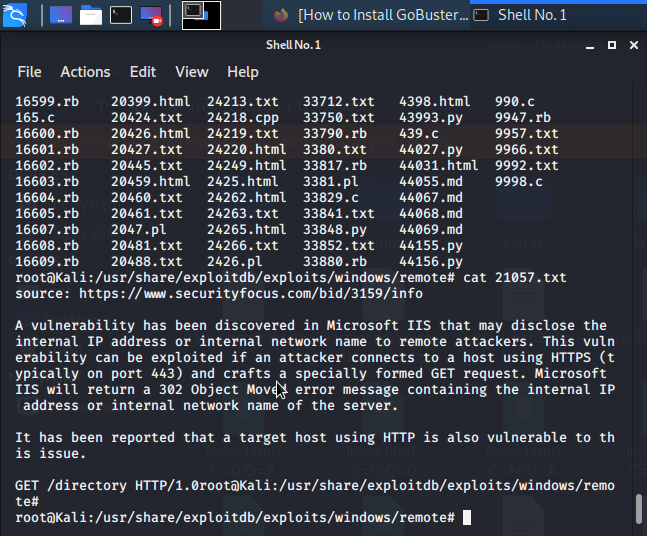 [How to Install GoBuster…
Shell No. 1
Shell No. 1
File Actions Edit View Help
16599.rb 20399.html 24213.txt 33712.txt 4398.html 990.c
165.c 20424.txt 24218.cpp 33750.txt 43993.py 9947.rb
16600.rb 20426.html 24219.txt 33790.rb 439.c 9957.txt
16601.rb 20427.txt 24220.html 3380.txt 44027.py 9966.txt
16602.rb 20445.txt 24249.html 33817.rb 44031.html 9992.txt
16603.rb 20459.html 2425.html 3381.pl 44055.md 9998.c
16604.rb 20460.txt 24262.html 33829.c 44067.md
16605.rb 20461.txt 24263.txt 33841.txt 44068.md
16607.rb 2047.pl 24265.html 33848.py 44069.md
16608.rb 20481.txt 24266.txt 33852.txt 44155.py
16609.rb 20488.txt 2426.pl 33880.rb 44156.py
root@Kali:/usr/share/exploitdb/exploits/windows/remote# cat 21057.txt
source: https://www.securityfocus.com/bid/3159/info
A vulnerability has been discovered in Microsoft IIS that may disclose the
internal IP address or internal network name to remote attackers. This vuln
erability can be exploited if an attacker connects to a host using HTTPS (t
ypically on port 443) and crafts a specially formed GET request. Microsoft
IIS will return a 302 Object Moved error message containing the internal IP
address or internal network name of the server.
It has been reported that a target host using HTTP is also vulnerable to th
is issue.
GET /directory HTTP/1.0root@Kali:/usr/share/exploitdb/exploits/windows/remo
te#
root@Kali:/usr/share/exploitdb/exploits/windows/remote#